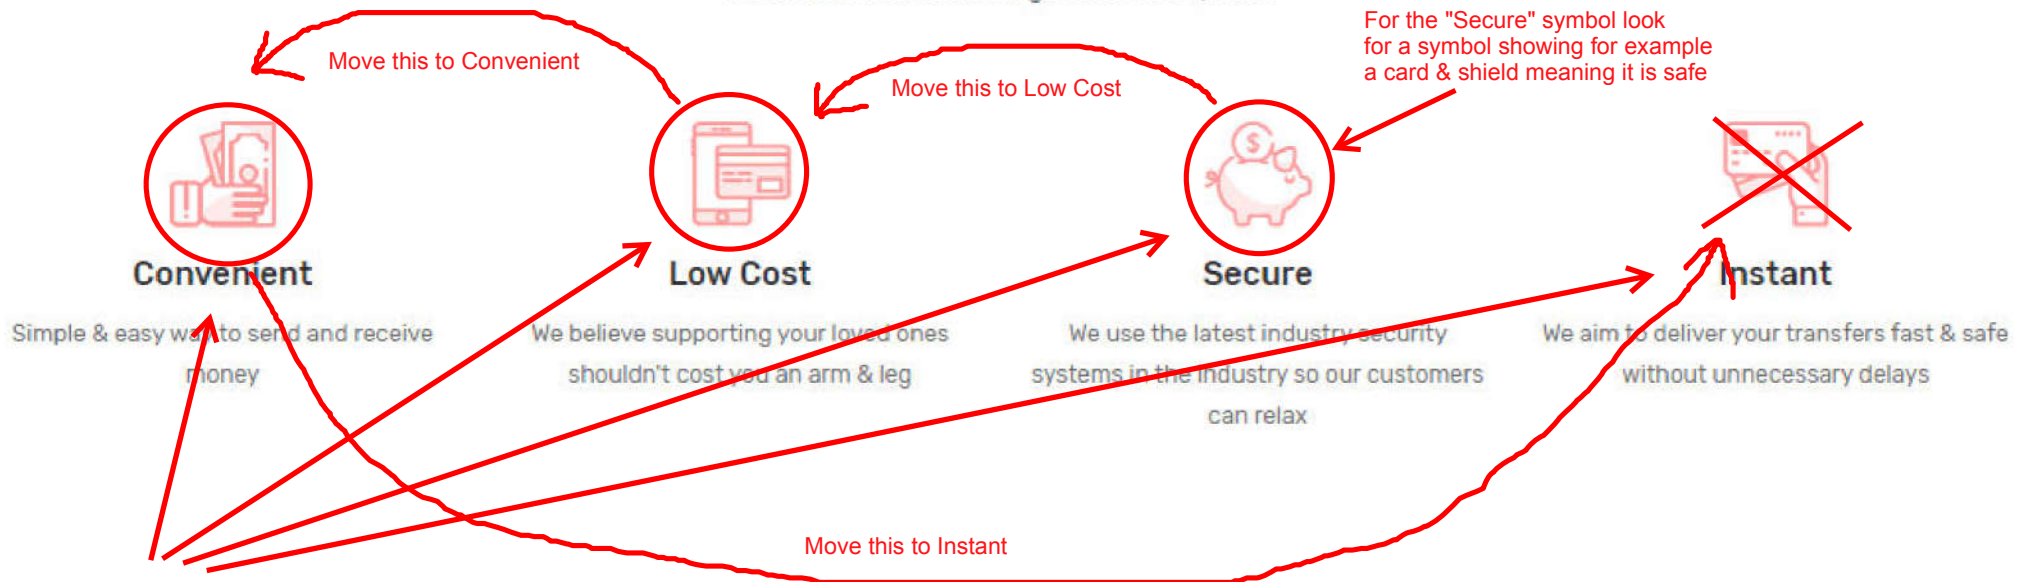 For the "Secure" symbol look
for a symbol showing for example
a card & shield meaning it is safe
Move this to Convenient
Move this to Low Cost
$
Convenient
Low Cost
Secure
Instant
Simple & easy way to send and receive
money
We believe supporting your loved ones
shouldn't cost you an arm & leg
We use the latest industry security
systems in the industry so our customers
can relax
We aim to deliver your transfers fast & safe
without unnecessary delays
Move this to Instant